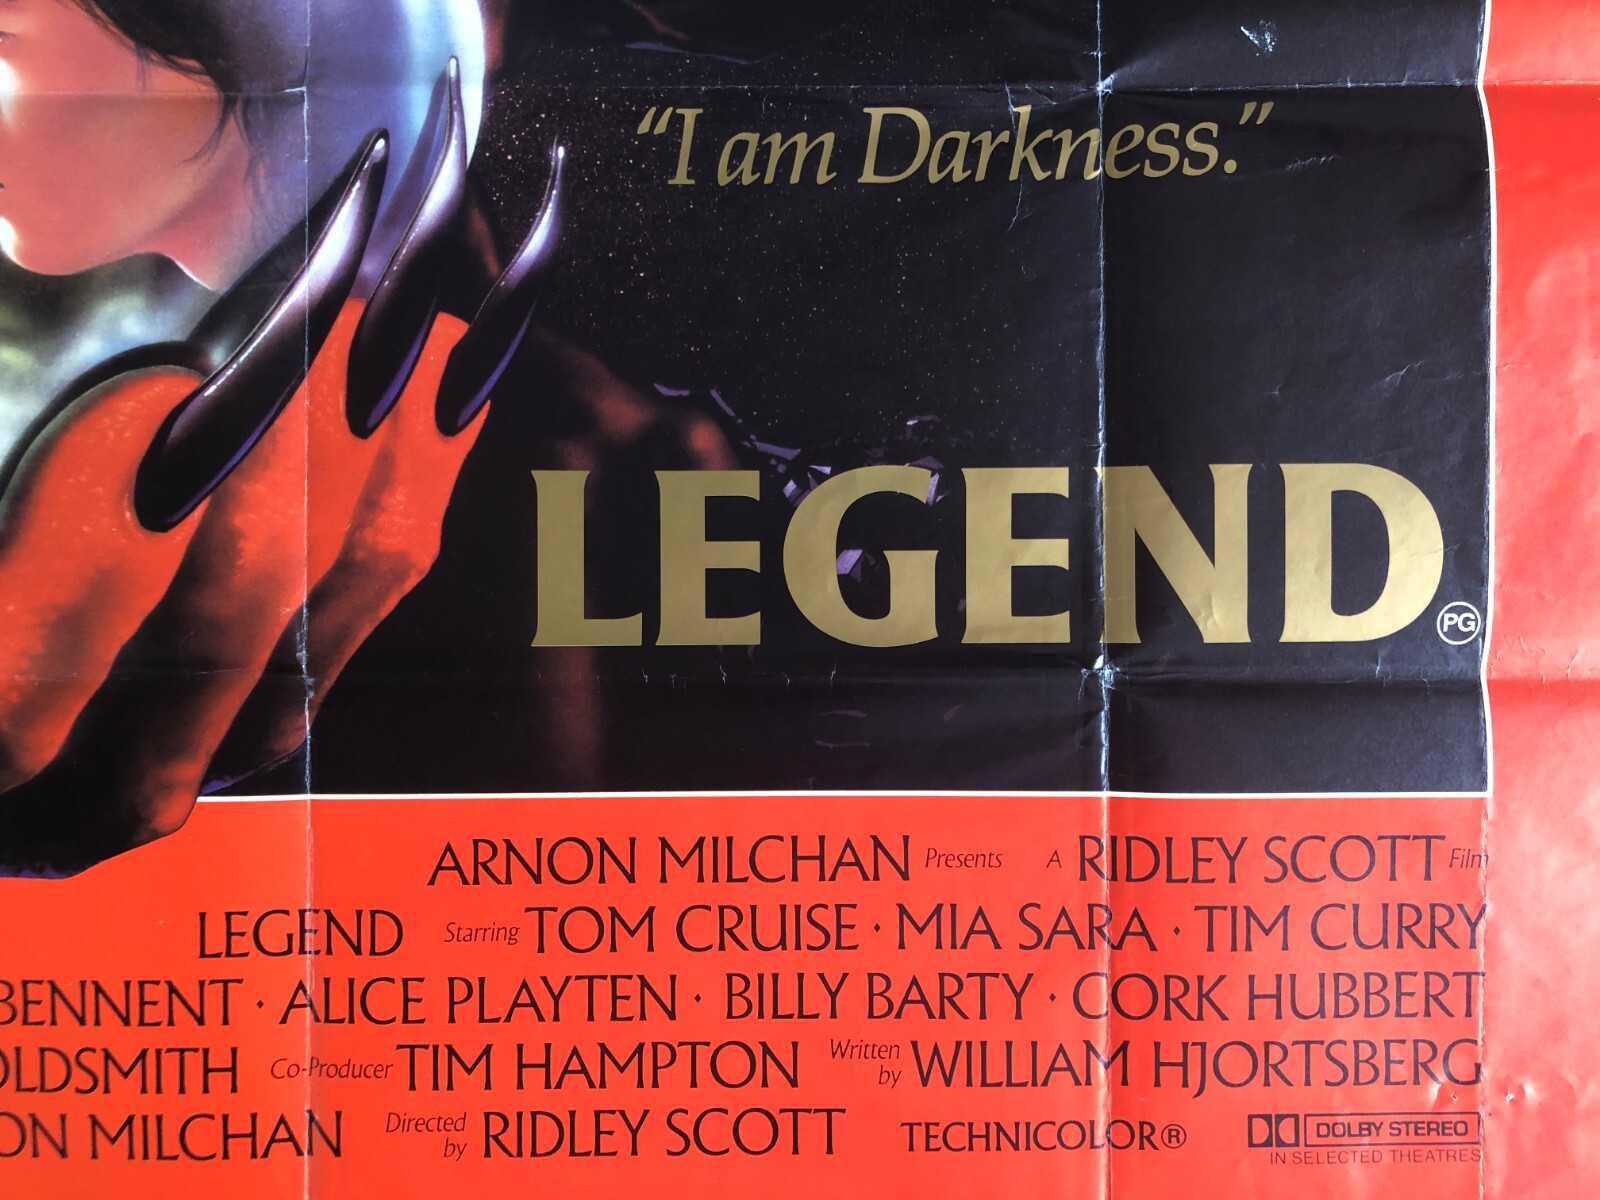 “I am Darkness.”
LEGEND
PG
ARNON MILCHAN Presents A RIDLEY SCOTT Film
LEGEND Starring TOM CRUISE · MIA SARA · TIM CURRY
BENNENT · ALICE PLAYTEN · BILLY BARTY · CORK HUBBERT
OLDSMITH Co-Producer TIM HAMPTON Written by WILLIAM HJORTSBERG
ON MILCHAN Directed by RIDLEY SCOTT TECHNICOLOR® DOLBY STEREO
IN SELECTED THEATRES